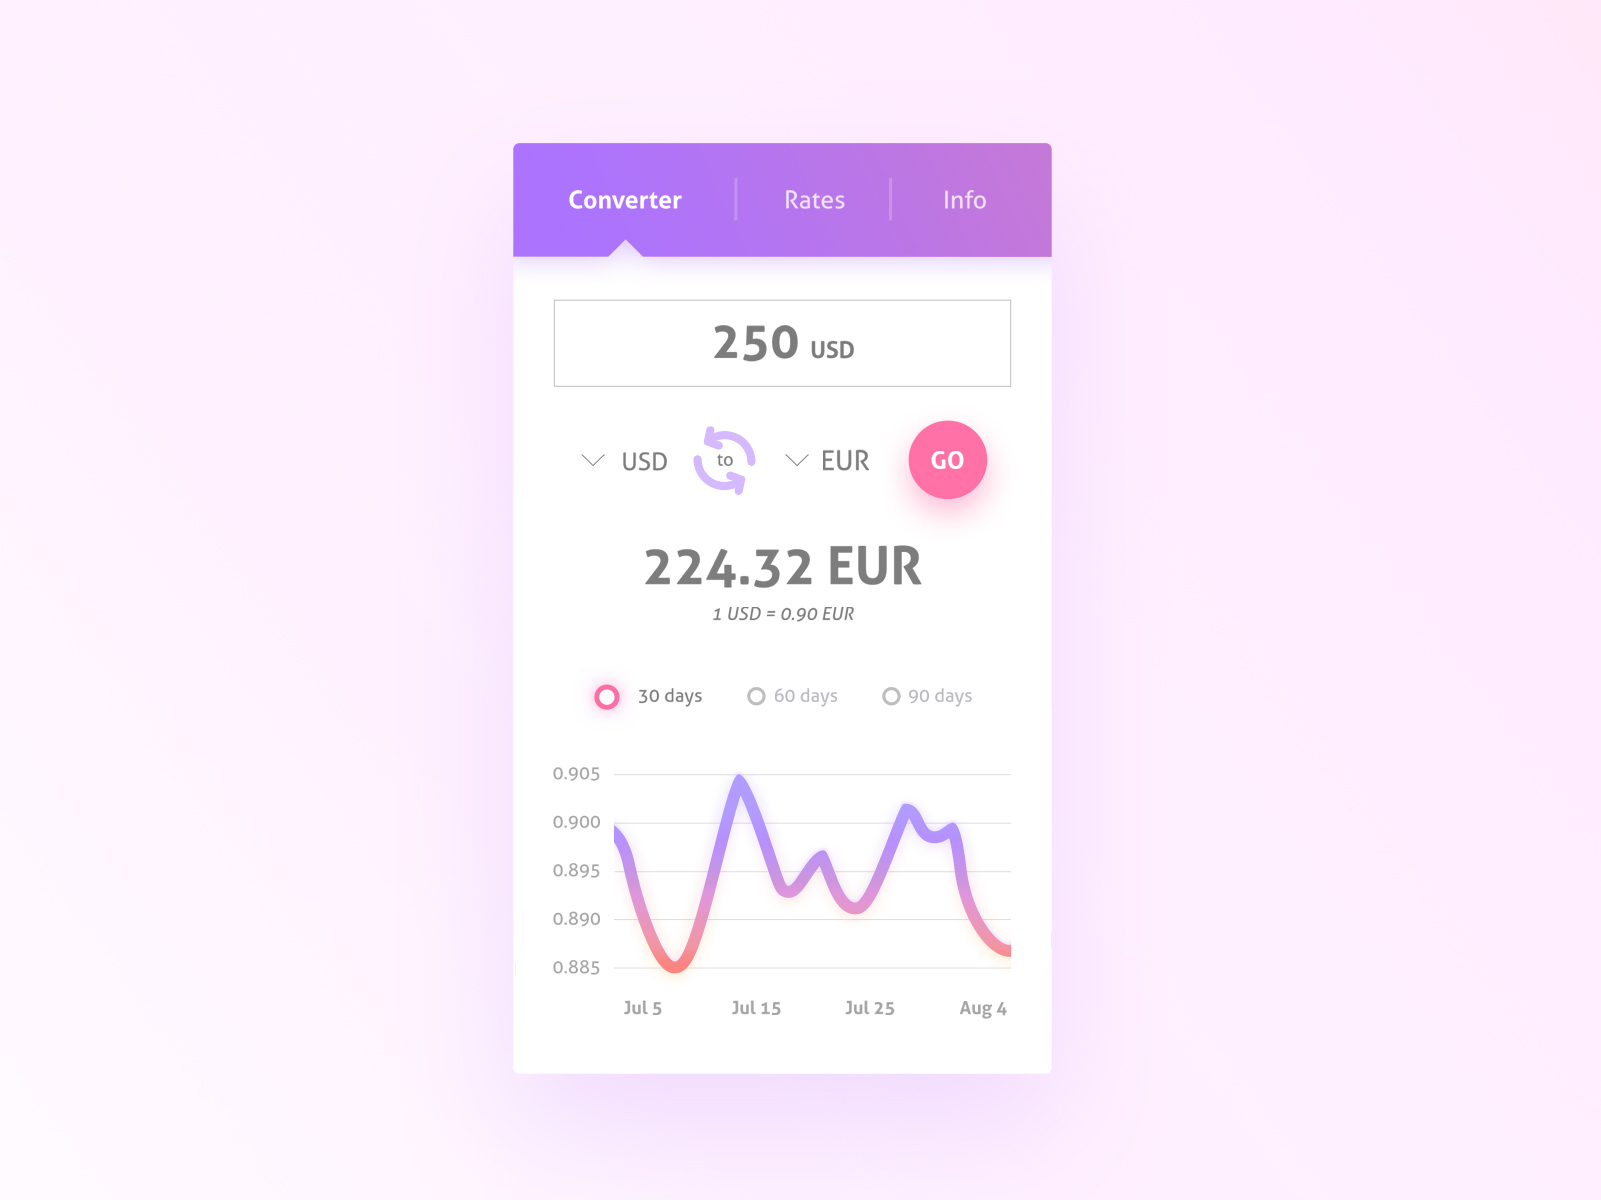 Converter Rates Info
250 USD
USD to EUR GO
224.32 EUR
1 USD = 0.90 EUR
30 days 60 days 90 days
0.905
0.900
0.895
0.890
0.885
Jul 5 Jul 15 Jul 25 Aug 4